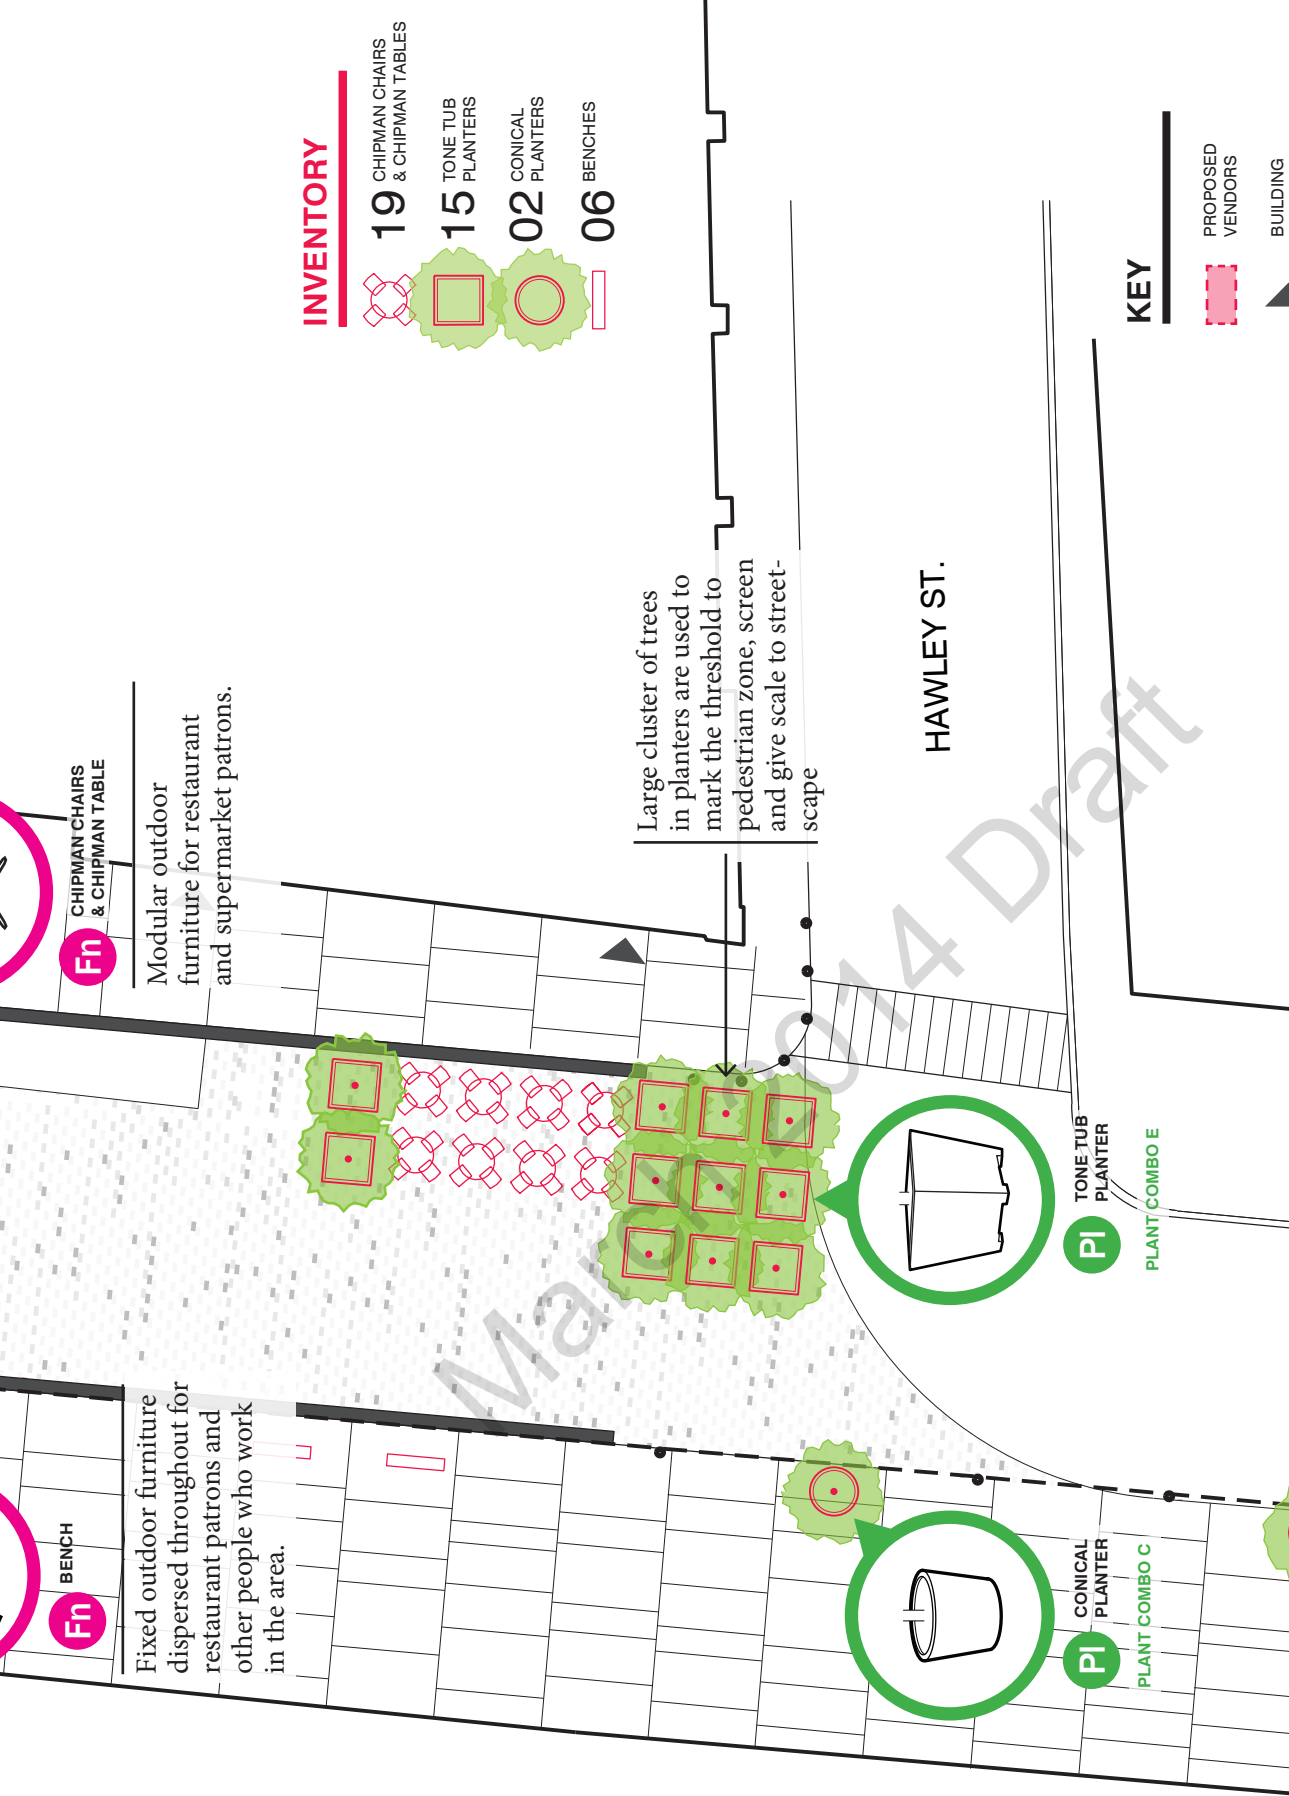 INVENTORY
19 CHIPMAN CHAIRS
& CHIPMAN TABLES
15 TONE TUB
PLANTERS
02 CONICAL
PLANTERS
06 BENCHES
KEY
PROPOSED
VENDORS
BUILDING
Fn CHIPMAN CHAIRS
& CHIPMAN TABLE
Modular outdoor
furniture for restaurant
and supermarket patrons.
Large cluster of trees
in planters are used to
mark the threshold to
pedestrian zone, screen
and give scale to street-
scape
HAWLEY ST.
Fn BENCH
Fixed outdoor furniture
dispersed throughout for
restaurant patrons and
other people who work
in the area.
Pl TONE TUB
PLANTER
PLANT COMBO E
Pl CONICAL
PLANTER
PLANT COMBO C
March 2014 Draft